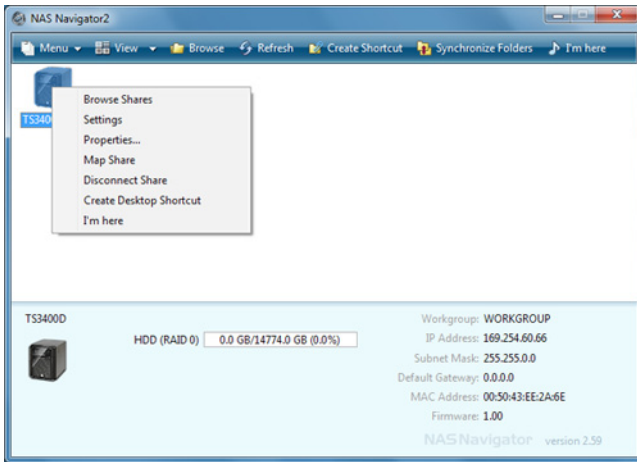 NAS Navigator2
Menu View Browse Refresh Create Shortcut Synchronize Folders I'm here
TS3400
Browse Shares
Settings
Properties...
Map Share
Disconnect Share
Create Desktop Shortcut
I'm here
TS3400D
HDD (RAID 0) 0.0 GB/14774.0 GB (0.0%)
Workgroup: WORKGROUP
IP Address: 169.254.60.66
Subnet Mask: 255.255.0.0
Default Gateway: 0.0.0.0
MAC Address: 00:50:43:EE:2A:6E
Firmware: 1.00
NAS Navigator version 2.59